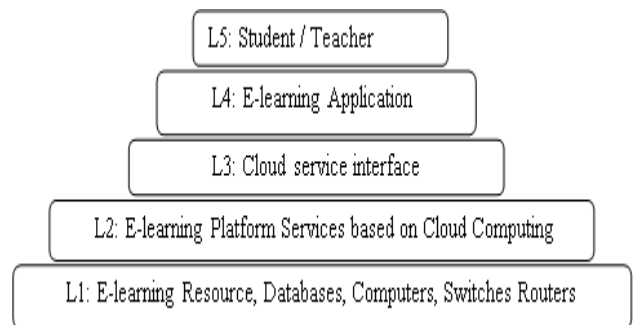 L5: Student / Teacher
L4: E-learning Application
L3: Cloud service interface
L2: E-learning Platform Services based on Cloud Computing
L1: E-learning Resource, Databases, Computers, Switches Routers